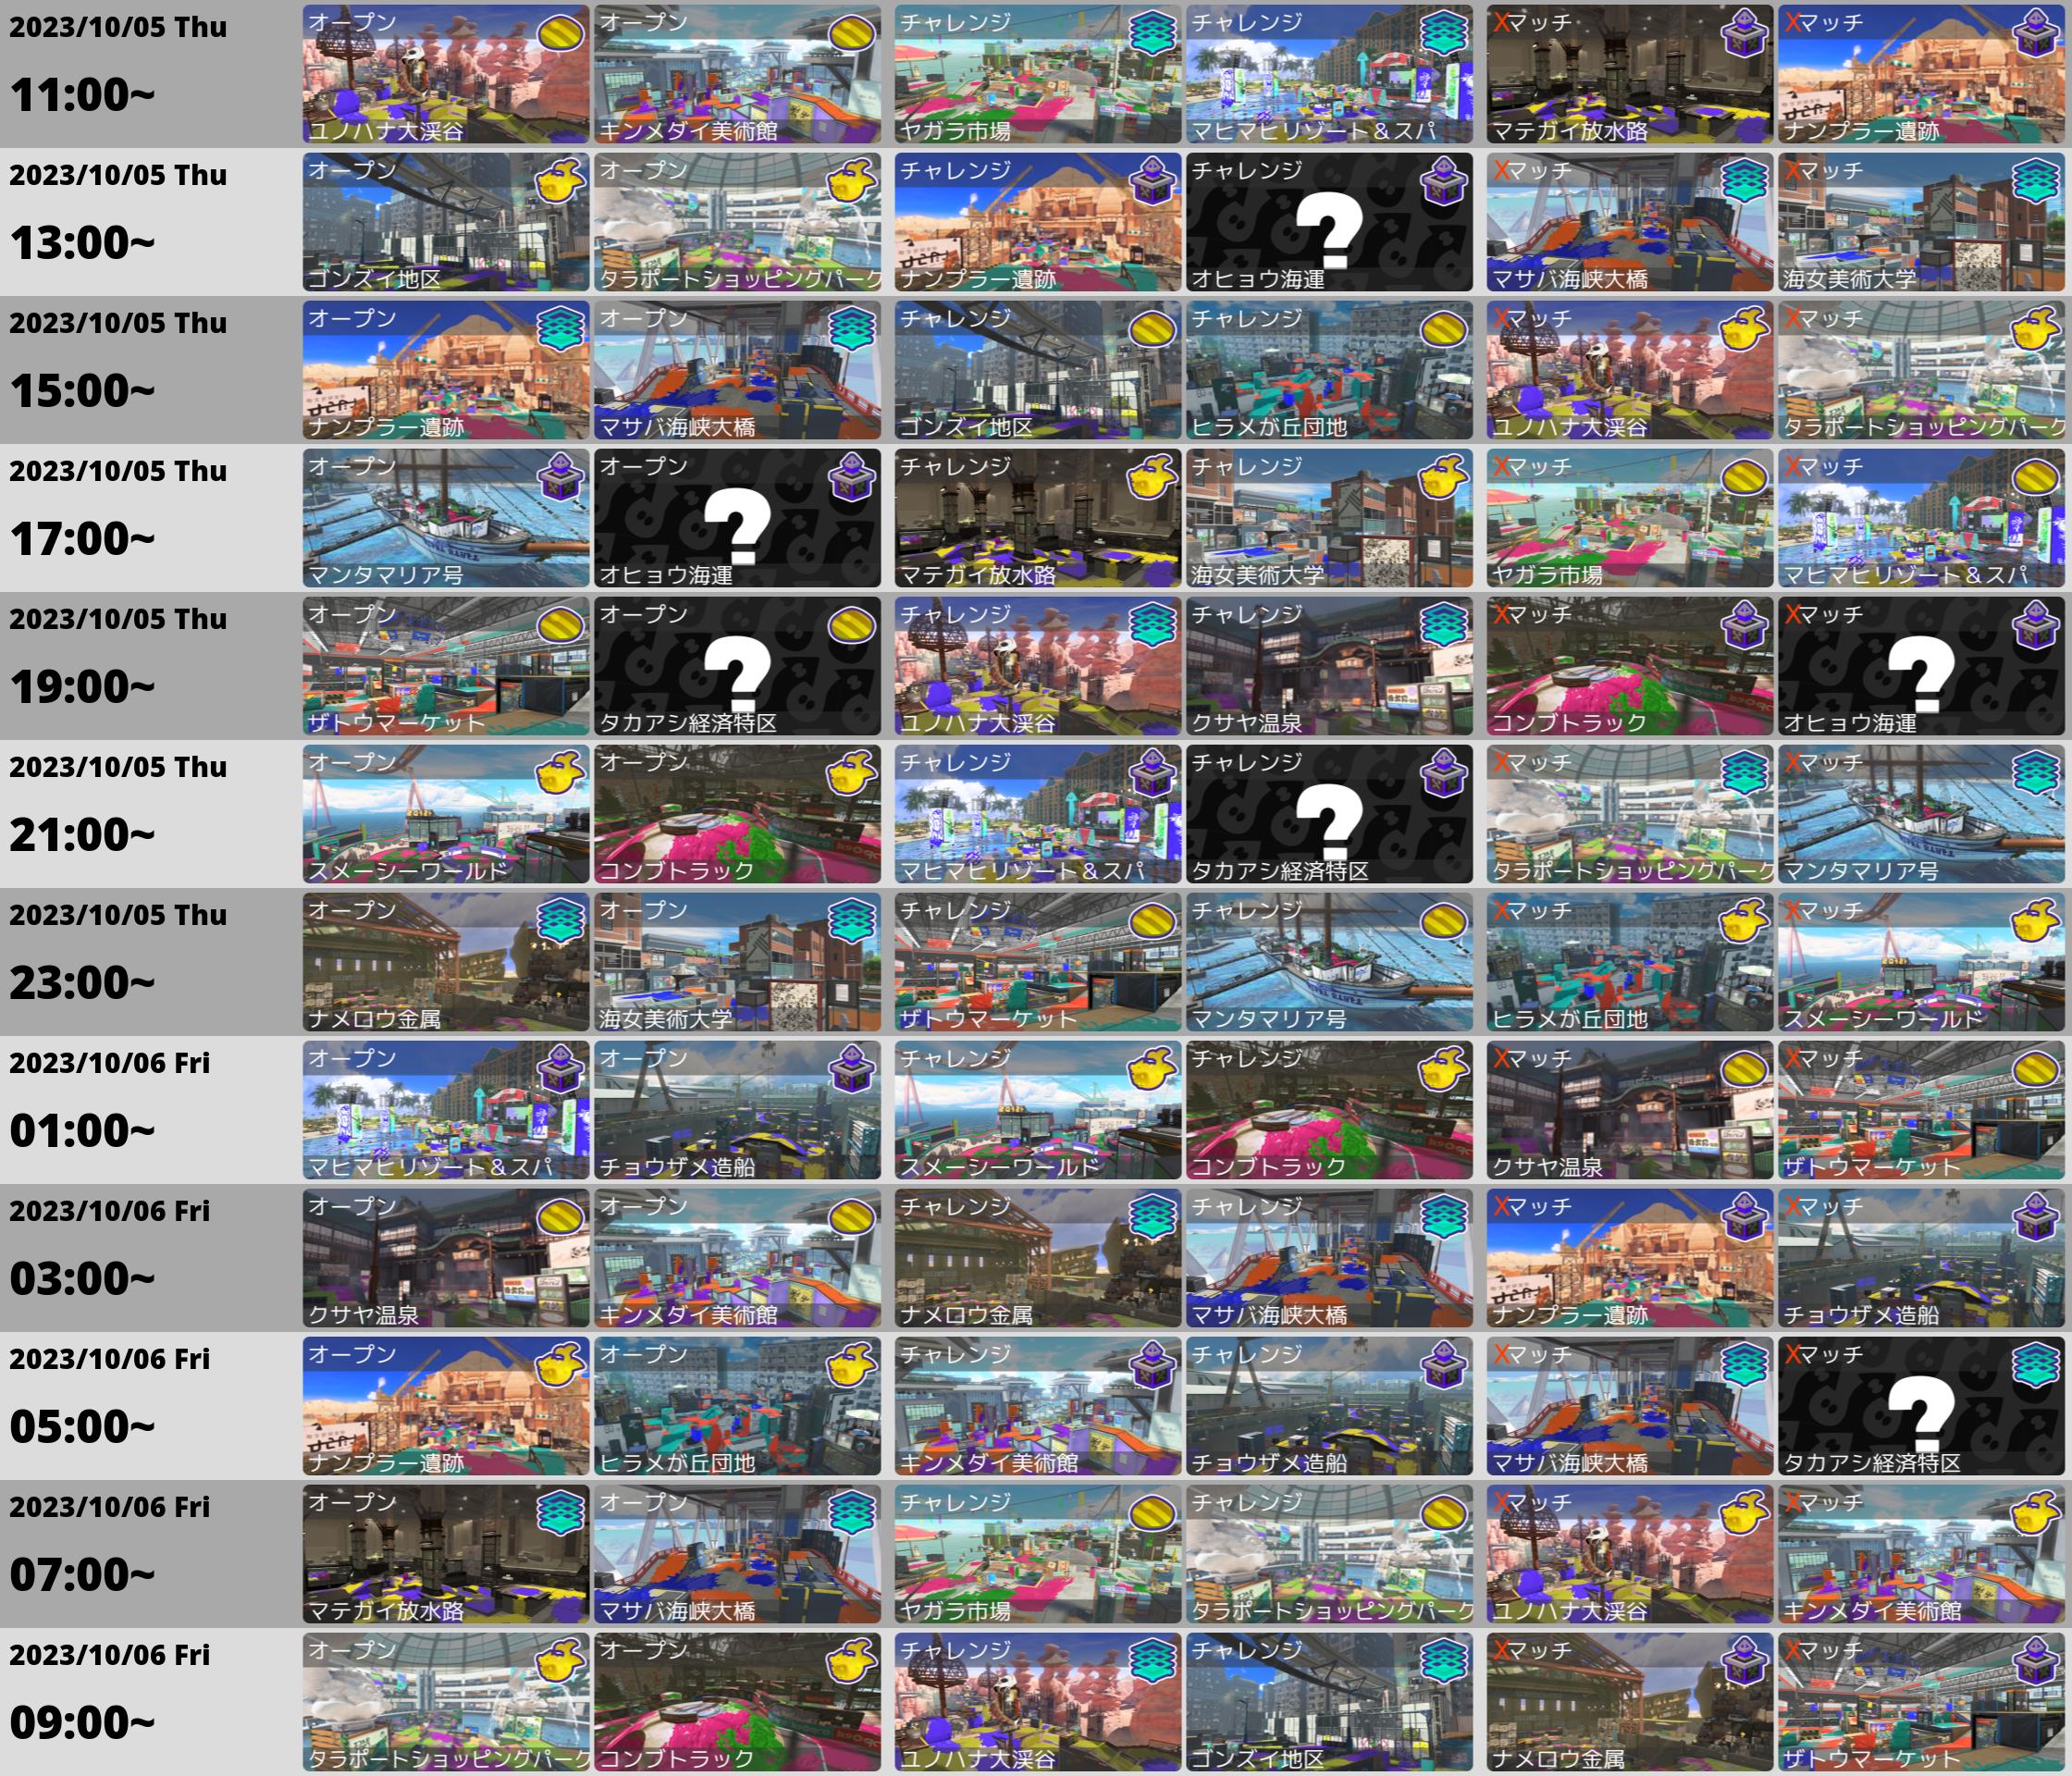 2023/10/05 Thu
11:00~
オープン
ユノハナ大渓谷
オープン
キンメダイ美術館
チャレンジ
ヤガラ市場
チャレンジ
マヒマヒリゾート＆スパ
Xマッチ
マテガイ放水路
Xマッチ
ナンプラー遺跡
2023/10/05 Thu
13:00~
オープン
ゴンズイ地区
オープン
タラポートショッピングパーク
チャレンジ
ナンプラー遺跡
チャレンジ
?
オヒョウ海運
Xマッチ
マサバ海峡大橋
Xマッチ
海女美術大学
2023/10/05 Thu
15:00~
オープン
ナンプラー遺跡
オープン
マサバ海峡大橋
チャレンジ
ゴンズイ地区
チャレンジ
ヒラメが丘団地
Xマッチ
ユノハナ大渓谷
Xマッチ
タラポートショッピングパーク
2023/10/05 Thu
17:00~
オープン
マンタマリア号
オープン
?
オヒョウ海運
チャレンジ
マテガイ放水路
チャレンジ
海女美術大学
Xマッチ
ヤガラ市場
Xマッチ
マヒマヒリゾート＆スパ
2023/10/05 Thu
19:00~
オープン
ザトウマーケット
オープン
?
タカアシ経済特区
チャレンジ
ユノハナ大渓谷
チャレンジ
クサヤ温泉
Xマッチ
コンブトラック
Xマッチ
?
オヒョウ海運
2023/10/05 Thu
21:00~
オープン
スメーシーワールド
オープン
コンブトラック
チャレンジ
マヒマヒリゾート＆スパ
チャレンジ
?
タカアシ経済特区
Xマッチ
タラポートショッピングパーク
Xマッチ
マンタマリア号
2023/10/05 Thu
23:00~
オープン
ナメロウ金属
オープン
海女美術大学
チャレンジ
ザトウマーケット
チャレンジ
マンタマリア号
Xマッチ
ヒラメが丘団地
Xマッチ
スメーシーワールド
2023/10/06 Fri
01:00~
オープン
マヒマヒリゾート＆スパ
オープン
チョウザメ造船
チャレンジ
スメーシーワールド
チャレンジ
コンブトラック
Xマッチ
クサヤ温泉
Xマッチ
ザトウマーケット
2023/10/06 Fri
03:00~
オープン
クサヤ温泉
オープン
キンメダイ美術館
チャレンジ
ナメロウ金属
チャレンジ
マサバ海峡大橋
Xマッチ
ナンプラー遺跡
Xマッチ
チョウザメ造船
2023/10/06 Fri
05:00~
オープン
ナンプラー遺跡
オープン
ヒラメが丘団地
チャレンジ
キンメダイ美術館
チャレンジ
チョウザメ造船
Xマッチ
マサバ海峡大橋
Xマッチ
?
タカアシ経済特区
2023/10/06 Fri
07:00~
オープン
マテガイ放水路
オープン
マサバ海峡大橋
チャレンジ
ヤガラ市場
チャレンジ
タラポートショッピングパーク
Xマッチ
ユノハナ大渓谷
Xマッチ
キンメダイ美術館
2023/10/06 Fri
09:00~
オープン
タラポートショッピングパーク
オープン
コンブトラック
チャレンジ
ユノハナ大渓谷
チャレンジ
ゴンズイ地区
Xマッチ
ナメロウ金属
Xマッチ
ザトウマーケット